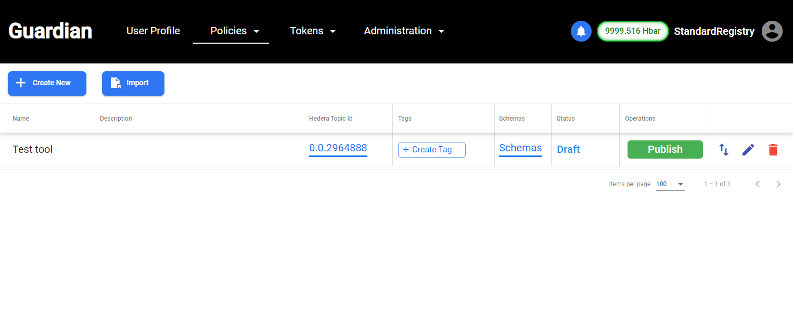 Guardian User Profile Policies Tokens Administration 9999.516 Hbar StandardRegistry
Create New Import
Name Description Hedera Topic Id Tags Schemas Status Operations
Test tool 0.0.2964888 + Create Tag Schemas Draft Publish
Items per page: 100 1 – 1 of 1